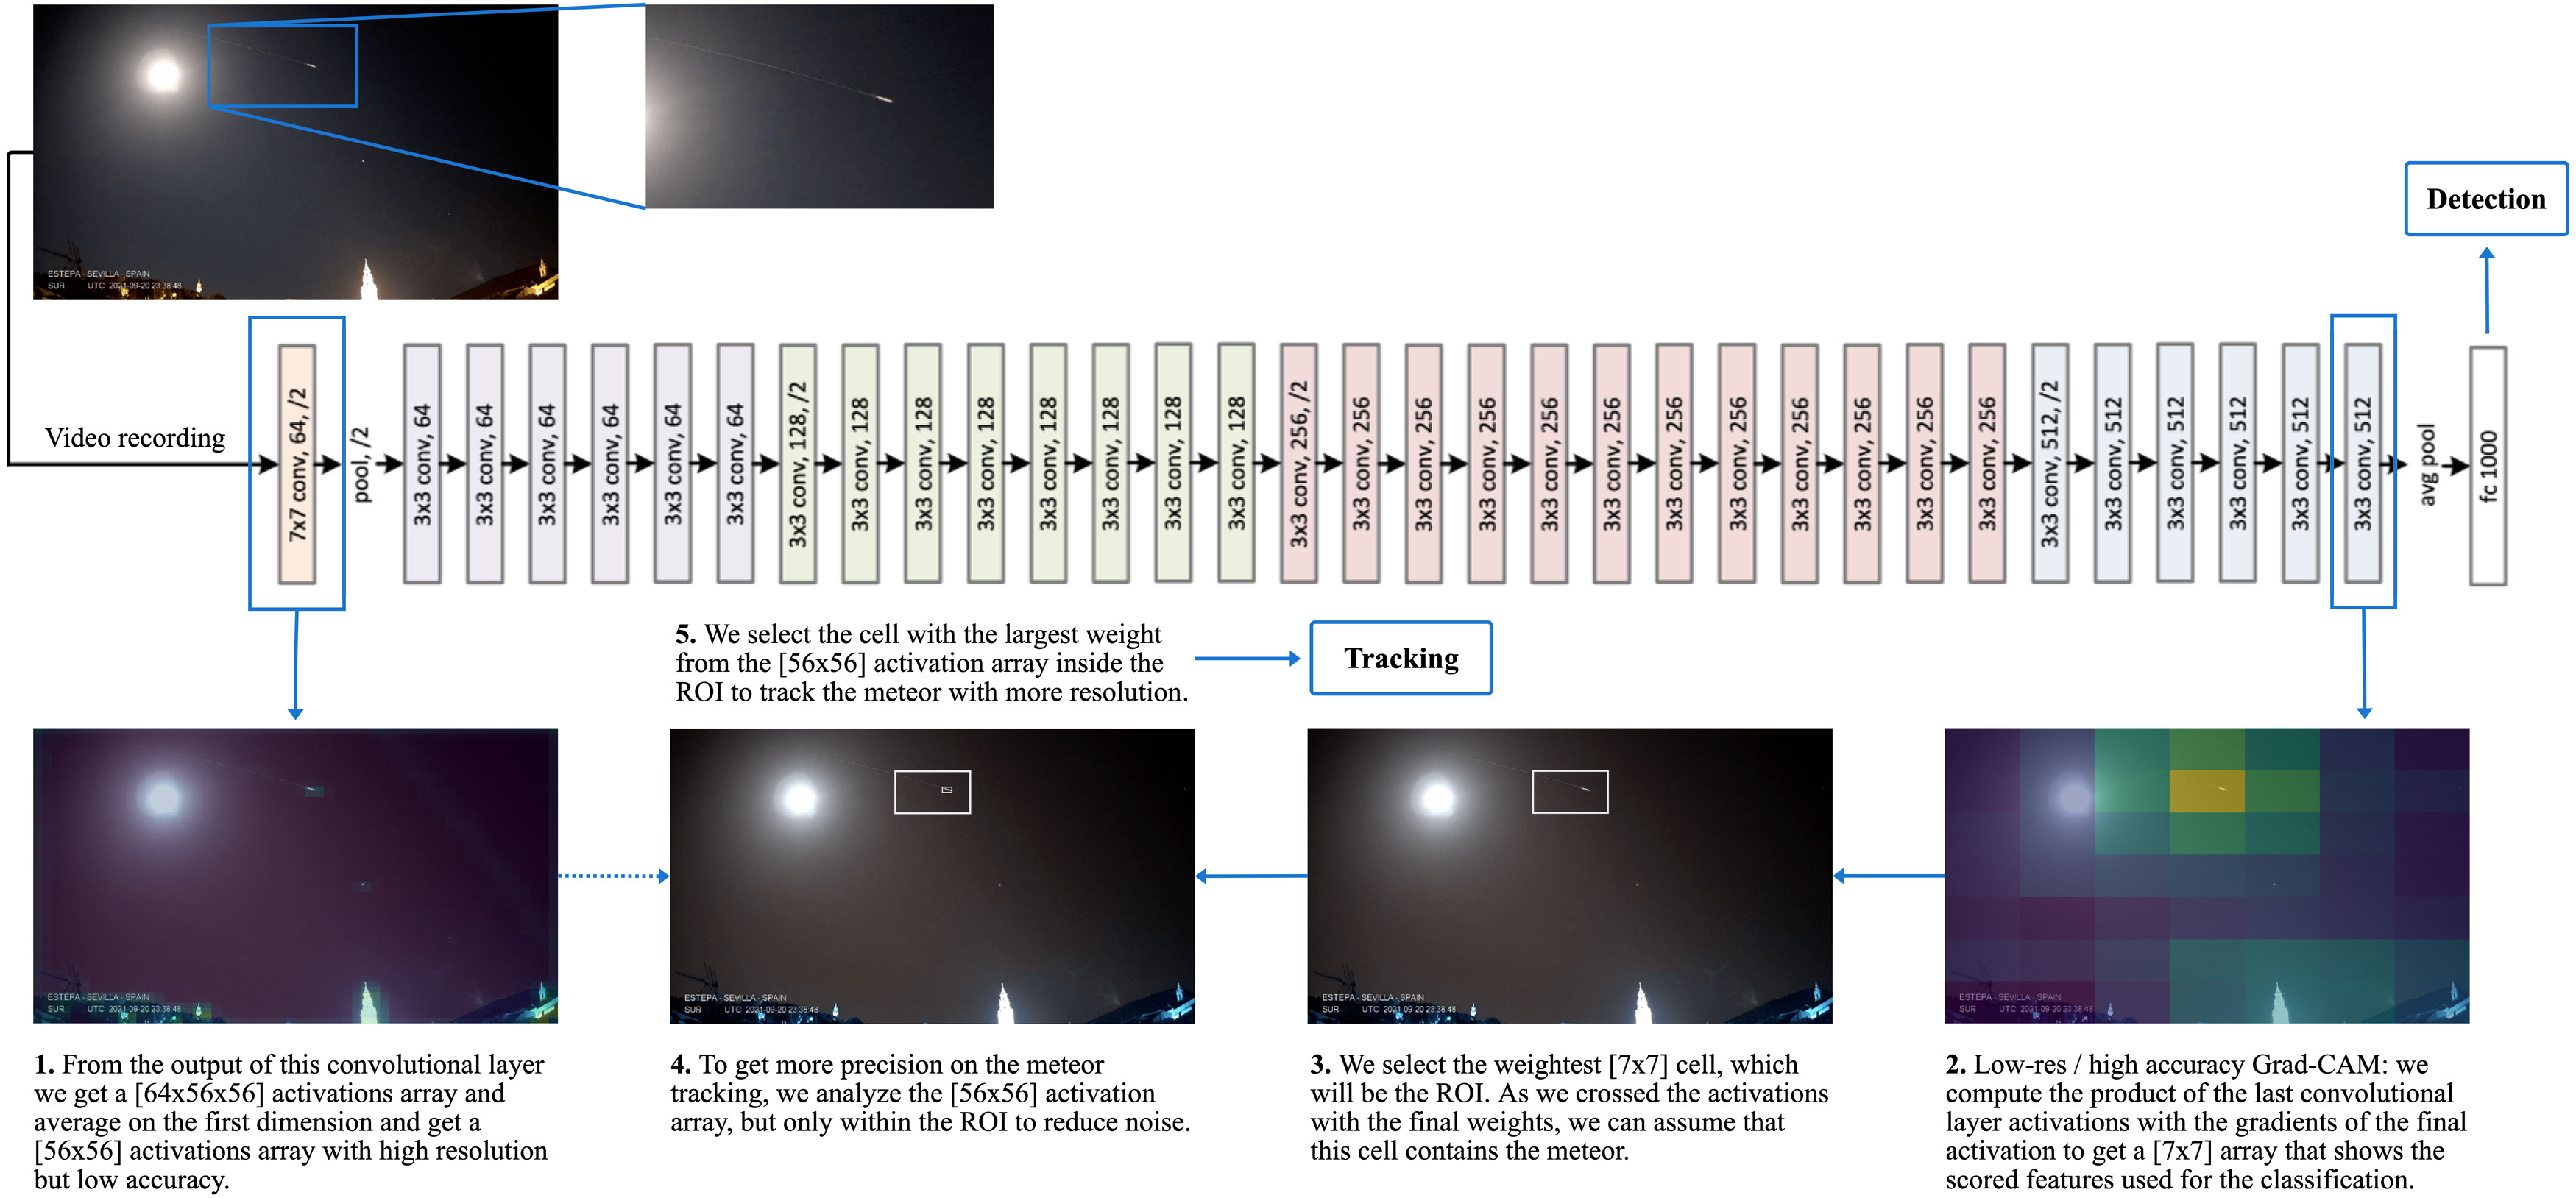 ESTEPA - SEVILLA - SPAIN
SUR UTC 2021-09-20 23:38:48
Detection
Video recording
7x7 conv, 64, /2
pool, /2
3x3 conv, 64
3x3 conv, 64
3x3 conv, 64
3x3 conv, 64
3x3 conv, 64
3x3 conv, 64
3x3 conv, 128, /2
3x3 conv, 128
3x3 conv, 128
3x3 conv, 128
3x3 conv, 128
3x3 conv, 128
3x3 conv, 128
3x3 conv, 128
3x3 conv, 256, /2
3x3 conv, 256
3x3 conv, 256
3x3 conv, 256
3x3 conv, 256
3x3 conv, 256
3x3 conv, 256
3x3 conv, 256
3x3 conv, 256
3x3 conv, 256
3x3 conv, 256
3x3 conv, 256
3x3 conv, 512, /2
3x3 conv, 512
3x3 conv, 512
3x3 conv, 512
3x3 conv, 512
3x3 conv, 512
avg pool
fc 1000
5. We select the cell with the largest weight
from the [56x56] activation array inside the
ROI to track the meteor with more resolution.
Tracking
ESTEPA - SEVILLA - SPAIN
SUR UTC 2021-09-20 23:38:48
ESTEPA - SEVILLA - SPAIN
SUR UTC 2021-09-20 23:38:48
ESTEPA - SEVILLA - SPAIN
SUR UTC 2021-09-20 23:38:48
ESTEPA - SEVILLA - SPAIN
SUR UTC 2021-09-20 23:38:48
1. From the output of this convolutional layer
we get a [64x56x56] activations array and
average on the first dimension and get a
[56x56] activations array with high resolution
but low accuracy.
4. To get more precision on the meteor
tracking, we analyze the [56x56] activation
array, but only within the ROI to reduce noise.
3. We select the weightest [7x7] cell, which
will be the ROI. As we crossed the activations
with the final weights, we can assume that
this cell contains the meteor.
2. Low-res / high accuracy Grad-CAM: we
compute the product of the last convolutional
layer activations with the gradients of the final
activation to get a [7x7] array that shows the
scored features used for the classification.